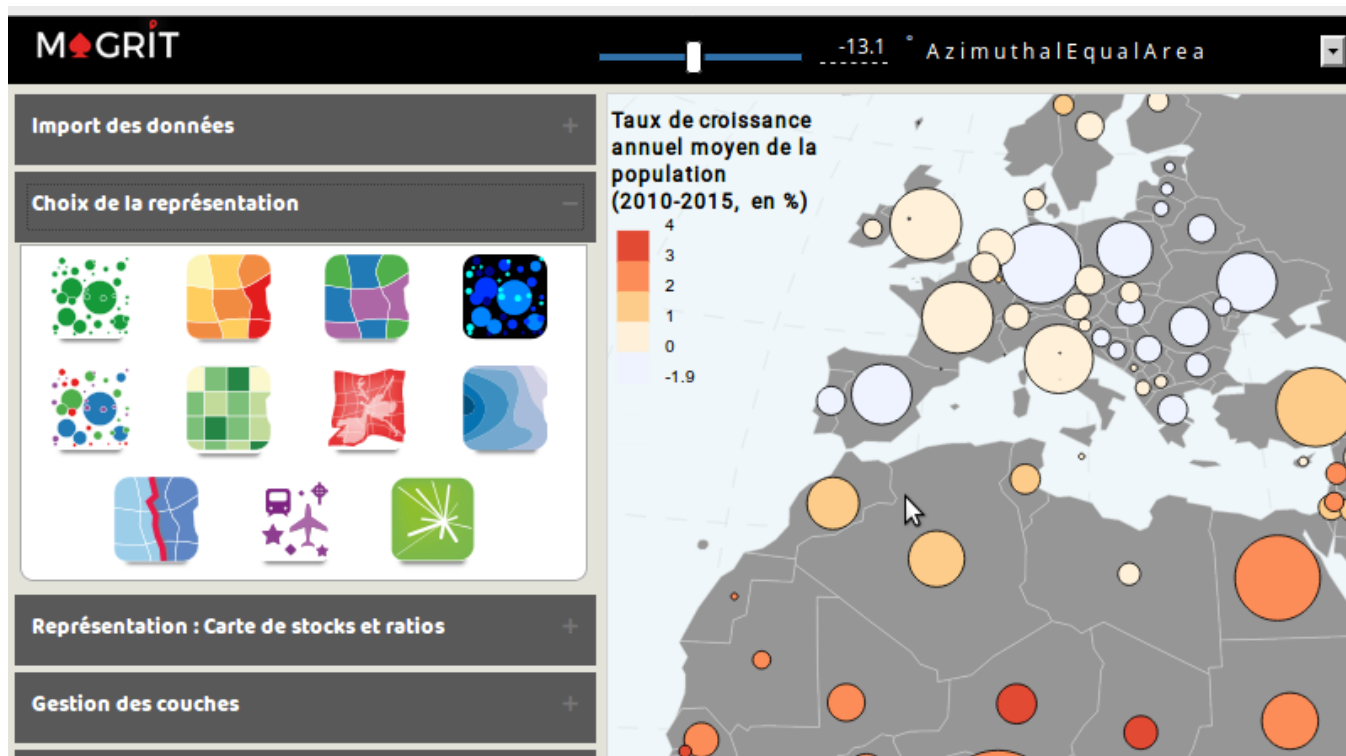 MAGRIT
-13.1 ° AzimuthalEqualArea
Import des données +
Choix de la représentation −
Représentation : Carte de stocks et ratios +
Gestion des couches +
Taux de croissance
annuel moyen de la
population
(2010-2015, en %)
4
3
2
1
0
-1.9